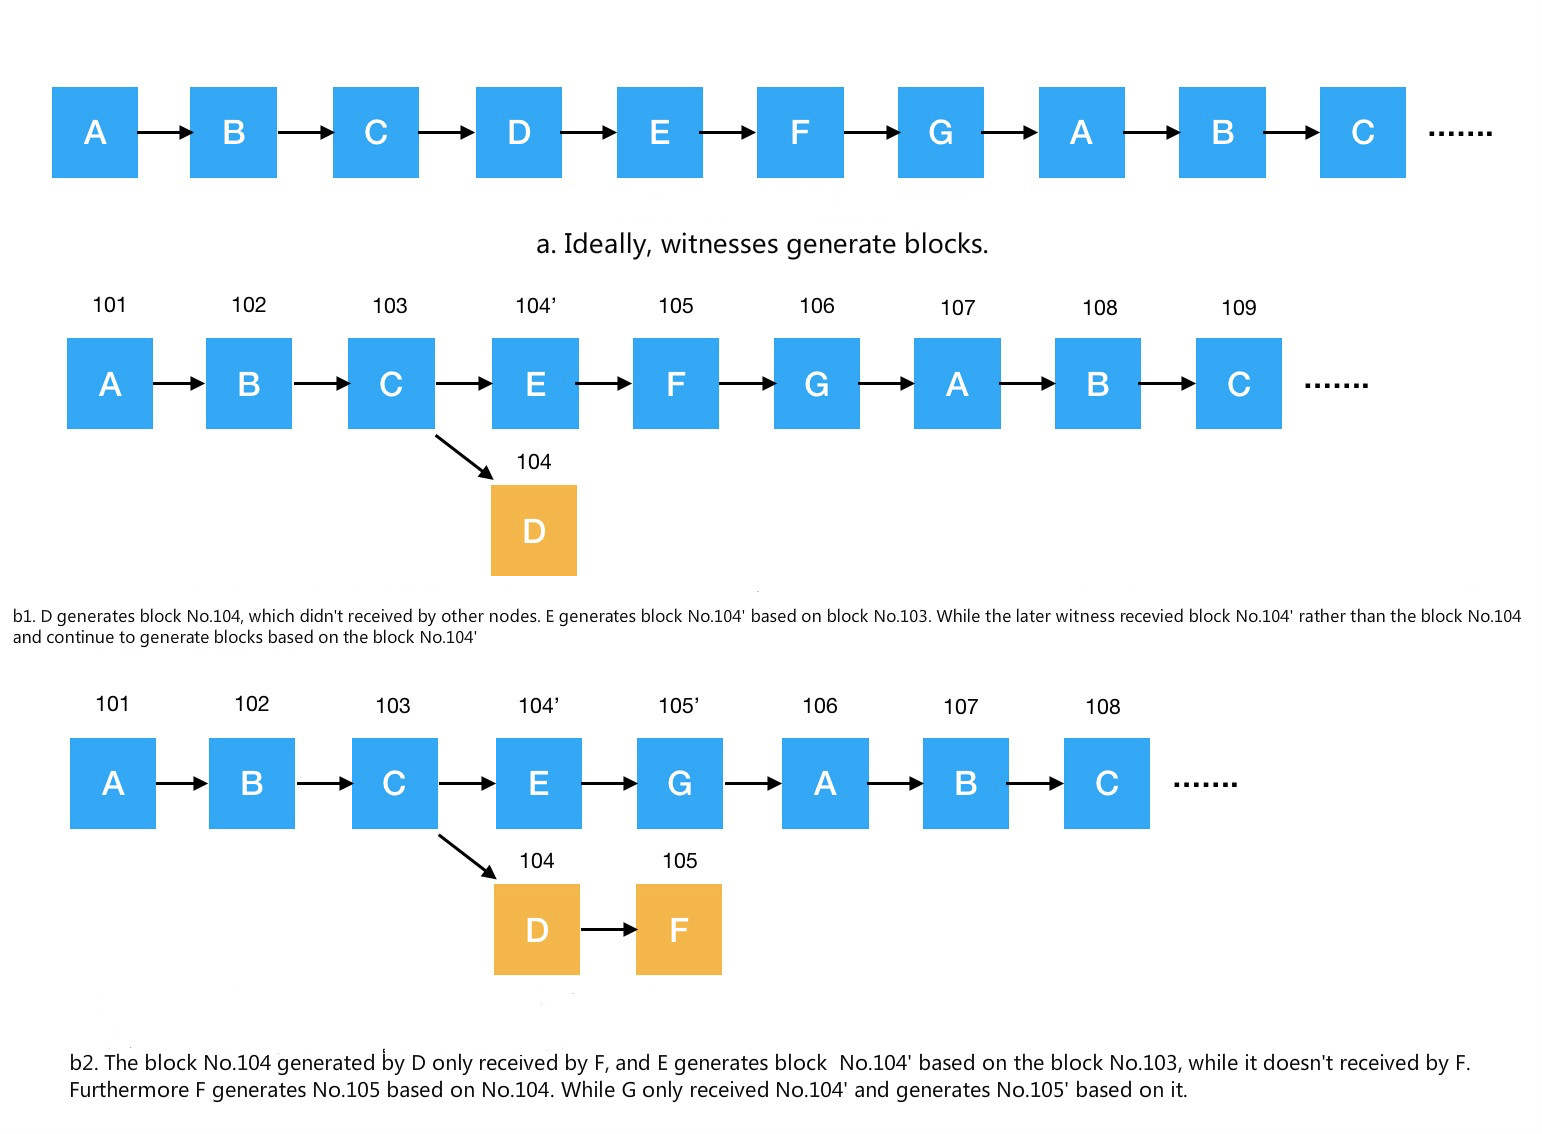 A B C D E F G A B C .......
a. Ideally, witnesses generate blocks.
101 102 103 104’ 105 106 107 108 109
A B C E F G A B C .......
104
D
b1. D generates block No.104, which didn't received by other nodes. E generates block No.104' based on block No.103. While the later witness recevied block No.104' rather than the block No.104
and continue to generate blocks based on the block No.104'
101 102 103 104’ 105’ 106 107 108
A B C E G A B C .......
104 105
D F
b2. The block No.104 generated by D only received by F, and E generates block No.104' based on the block No.103, while it doesn't received by F.
Furthermore F generates No.105 based on No.104. While G only received No.104' and generates No.105' based on it.